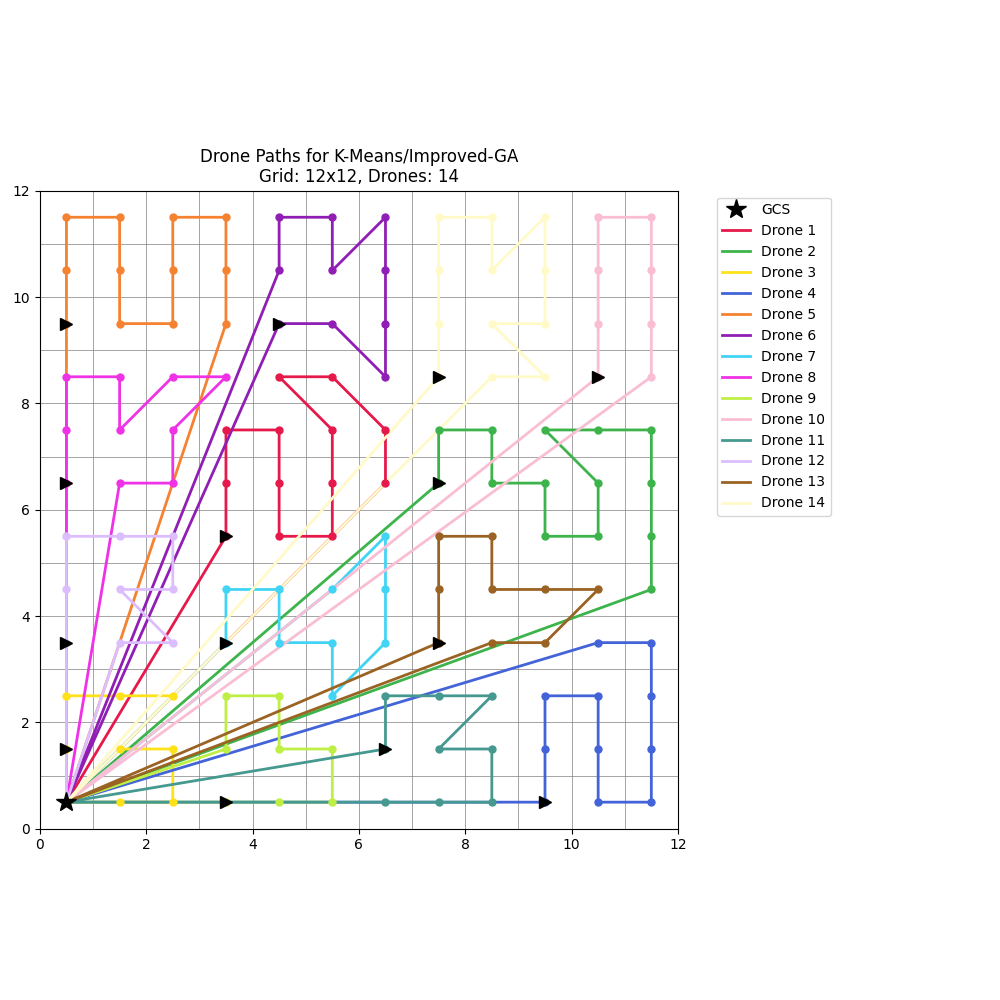 Drone Paths for K-Means/Improved-GA
Grid: 12x12, Drones: 14
12
10
8
6
4
2
0
0 2 4 6 8 10 12
GCS
Drone 1
Drone 2
Drone 3
Drone 4
Drone 5
Drone 6
Drone 7
Drone 8
Drone 9
Drone 10
Drone 11
Drone 12
Drone 13
Drone 14